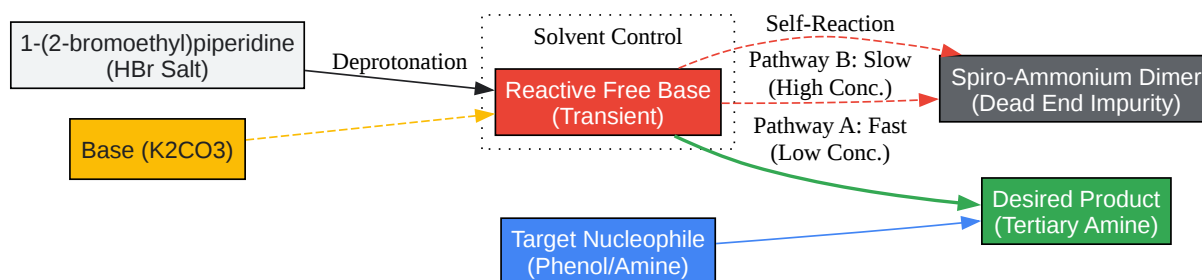 1-(2-bromoethyl)piperidine
(HBr Salt)
Deprotonation
Base (K2CO3)
Solvent Control
Reactive Free Base
(Transient)
Self-Reaction
Pathway B: Slow
(High Conc.)
Pathway A: Fast
(Low Conc.)
Spiro-Ammonium Dimer
(Dead End Impurity)
Target Nucleophile
(Phenol/Amine)
Desired Product
(Tertiary Amine)